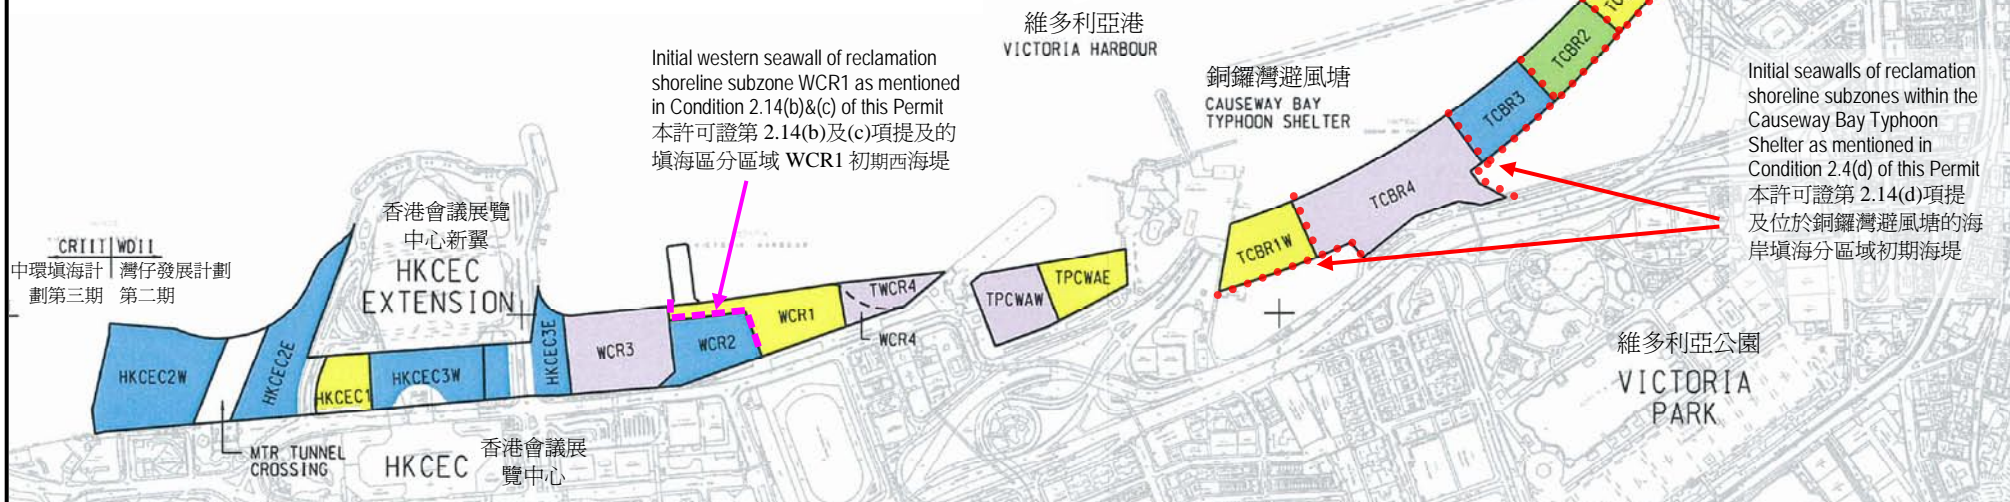 維多利亞港
VICTORIA HARBOUR
Initial western seawall of reclamation
shoreline subzone WCR1 as mentioned
in Condition 2.14(b)&(c) of this Permit
本許可證第 2.14(b)及(c)項提及的
填海區分區域 WCR1 初期西海堤
銅鑼灣避風塘
CAUSEWAY BAY
TYPHOON SHELTER
Initial seawalls of reclamation
shoreline subzones within the
Causeway Bay Typhoon
Shelter as mentioned in
Condition 2.4(d) of this Permit
本許可證第 2.14(d)項提
及位於銅鑼灣避風塘的海
岸填海分區域初期海堤
TCBR2
TCBR3
TCBR4
TCBR1W
香港會議展覽
中心新翼
HKCEC
EXTENSION
CRIII
WDII
中環填海計
劃第三期
灣仔發展計劃
第二期
HKCEC2W
HKCEC2E
HKCEC1
HKCEC3W
HKCEC3E
WCR3
WCR2
WCR1
TWCR4
WCR4
TPCWAW
TPCWAE
MTR TUNNEL
CROSSING
HKCEC
香港會議展
覽中心
維多利亞公園
VICTORIA
PARK